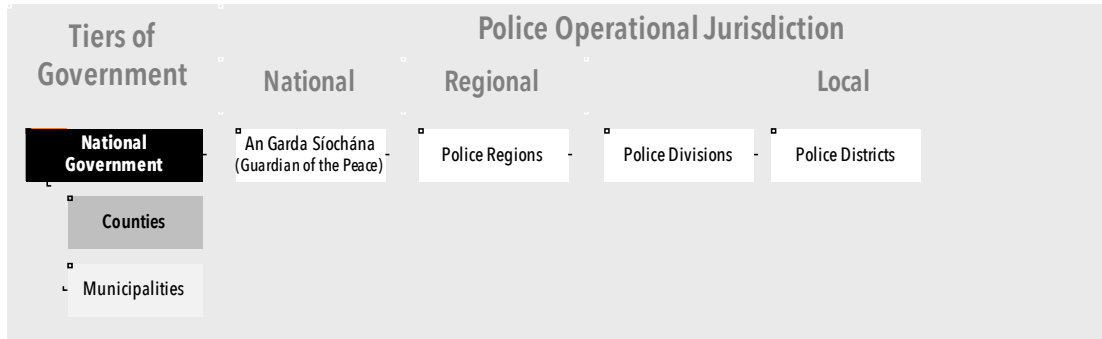 Tiers of
Government
Police Operational Jurisdiction
National
Regional
Local
National
Government
An Garda Síochána
(Guardian of the Peace)
Police Regions
Police Divisions
Police Districts
Counties
Municipalities